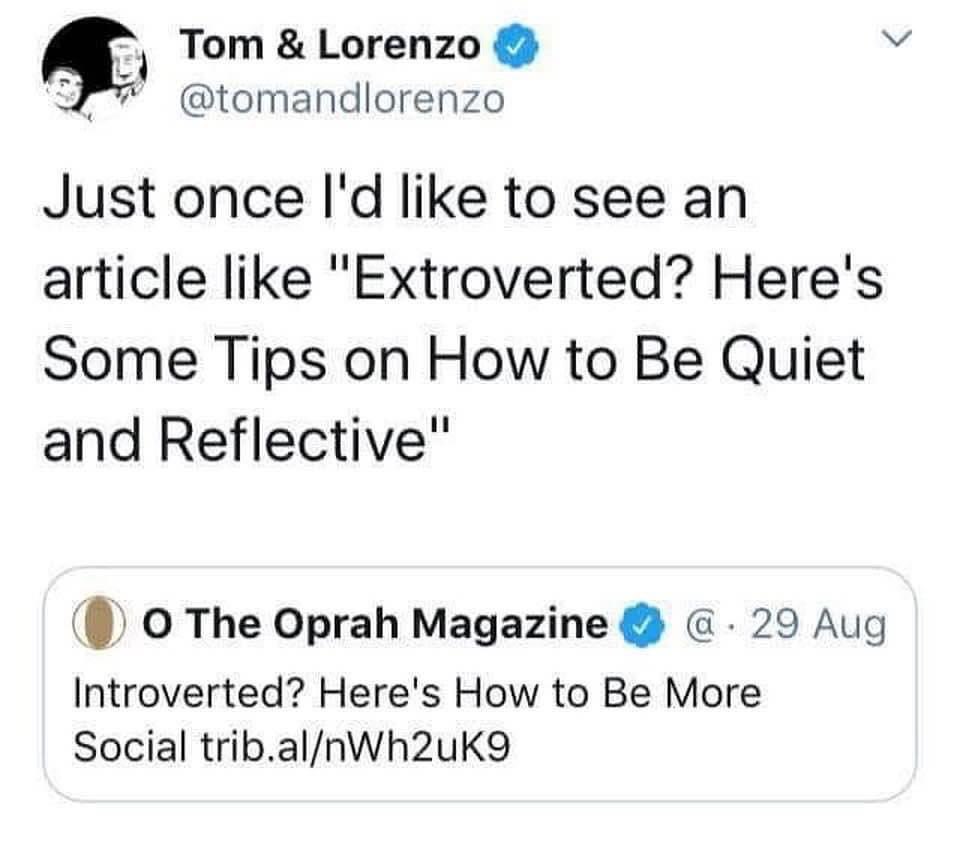 Tom & Lorenzo
@tomandlorenzo
Just once I'd like to see an
article like "Extroverted? Here's
Some Tips on How to Be Quiet
and Reflective"
O The Oprah Magazine @ · 29 Aug
Introverted? Here's How to Be More
Social trib.al/nWh2uK9